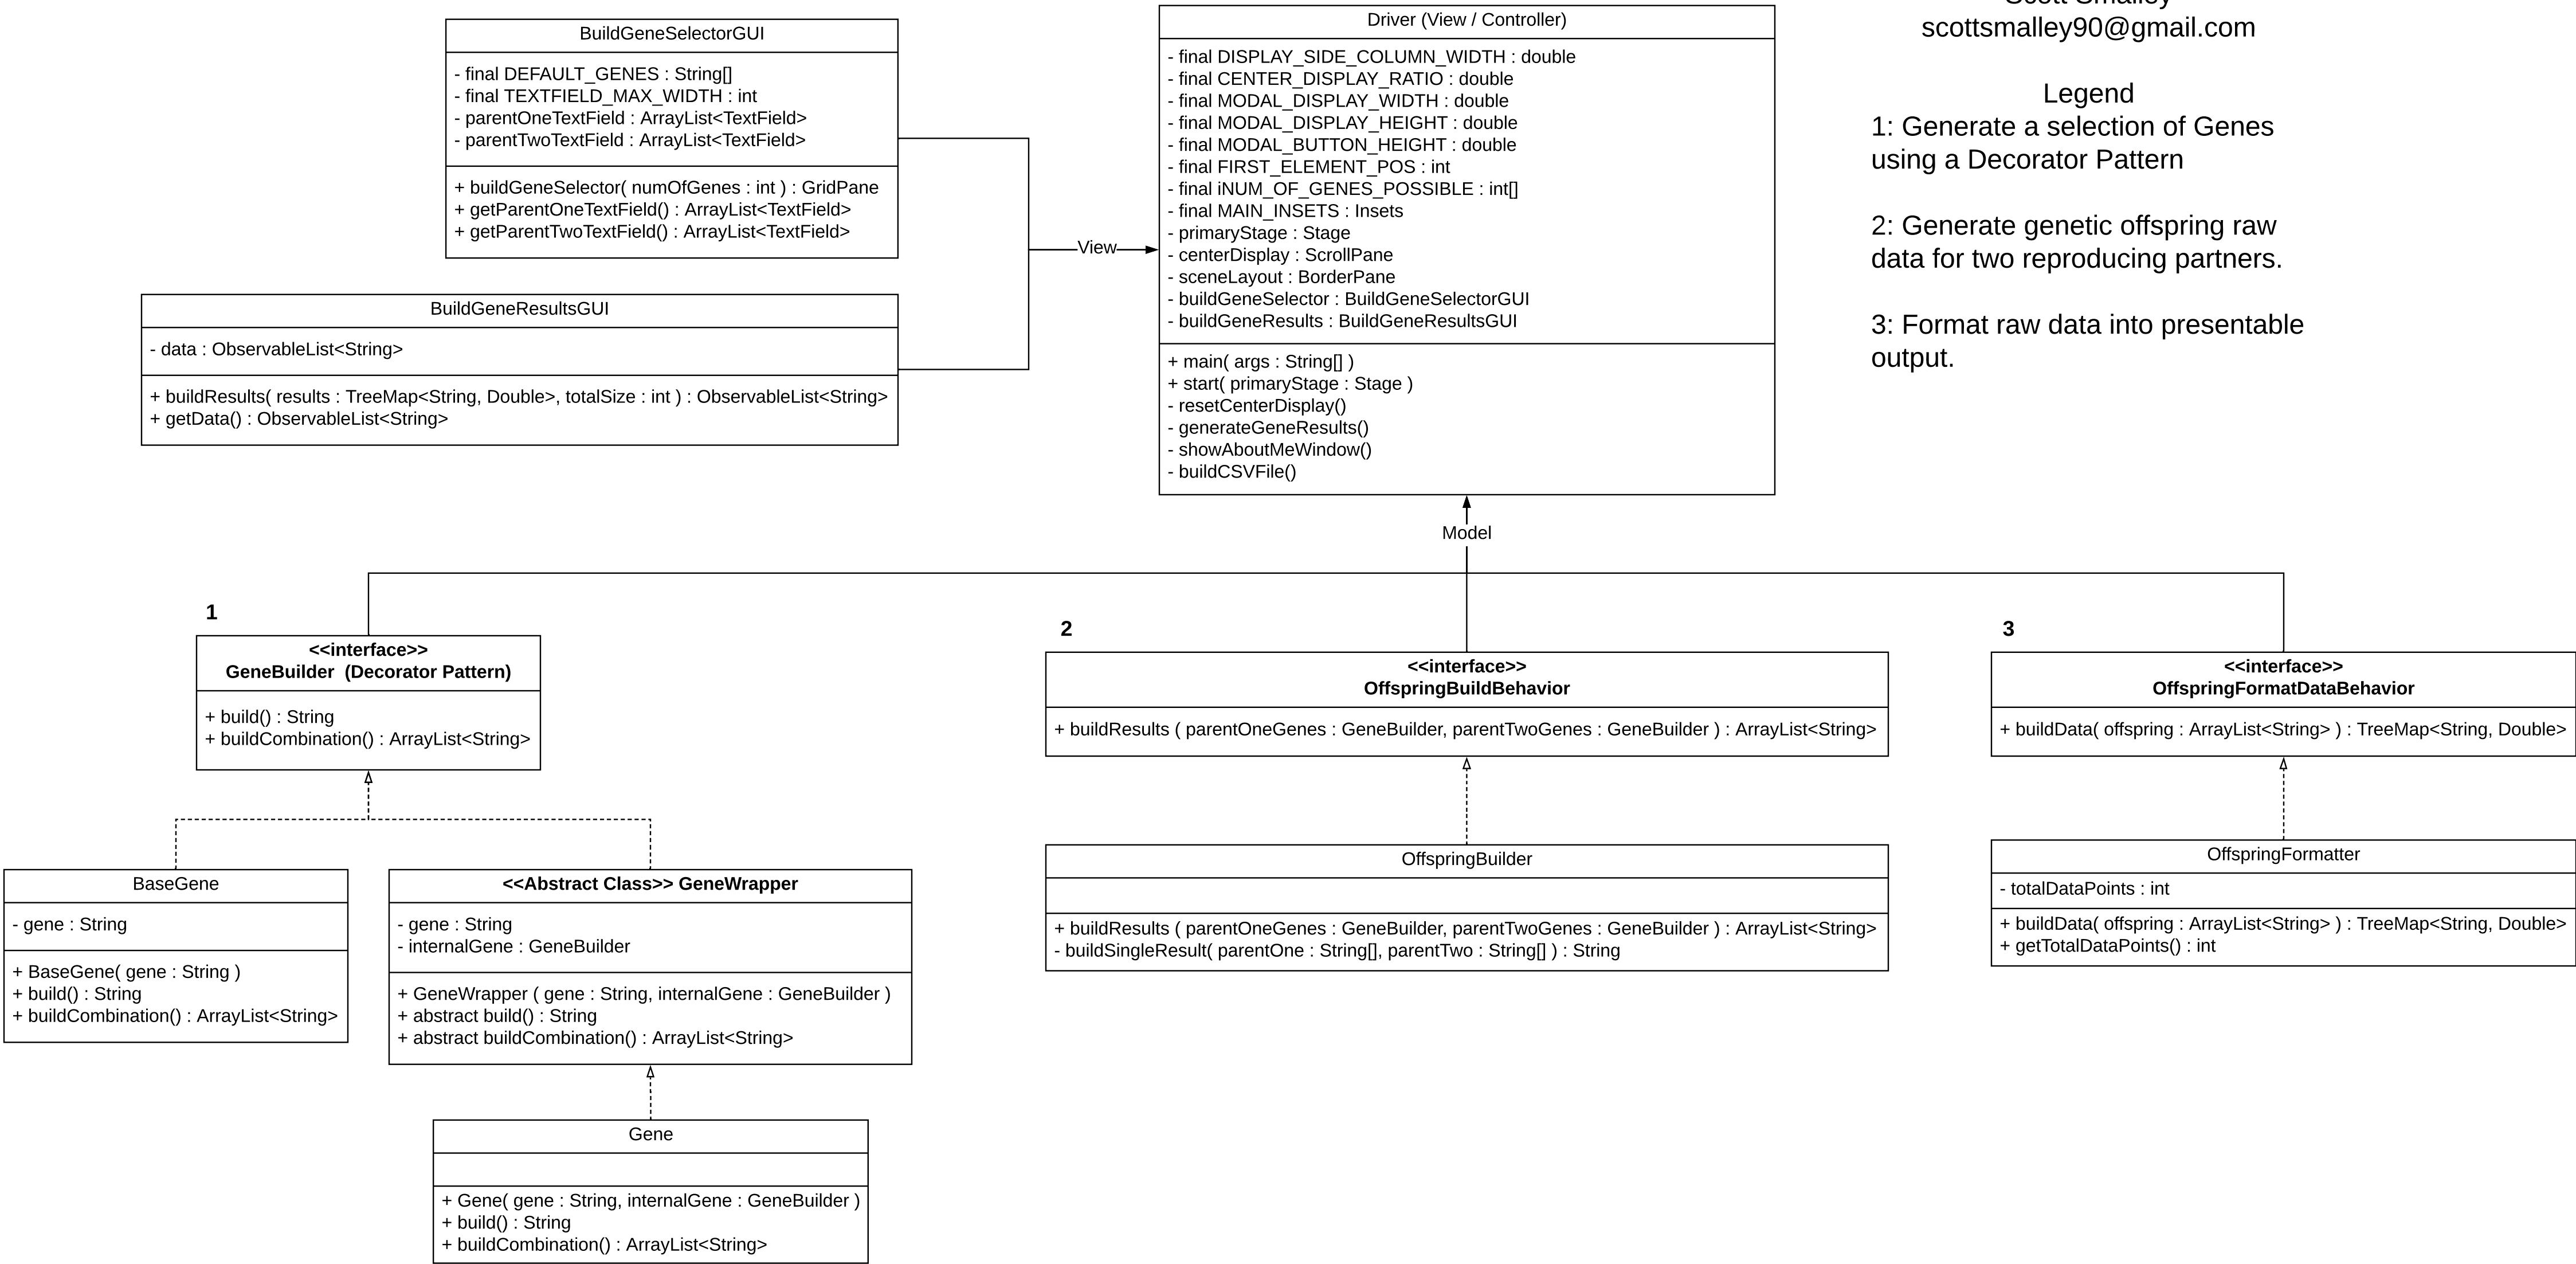 BuildGeneSelectorGUI
- final DEFAULT_GENES : String[]
- final TEXTFIELD_MAX_WIDTH : int
- parentOneTextField : ArrayList<TextField>
- parentTwoTextField : ArrayList<TextField>
+ buildGeneSelector( numOfGenes : int ) : GridPane
+ getParentOneTextField() : ArrayList<TextField>
+ getParentTwoTextField() : ArrayList<TextField>
BuildGeneResultsGUI
- data : ObservableList<String>
+ buildResults( results : TreeMap<String, Double>, totalSize : int ) : ObservableList<String>
+ getData() : ObservableList<String>
View
Driver (View / Controller)
- final DISPLAY_SIDE_COLUMN_WIDTH : double
- final CENTER_DISPLAY_RATIO : double
- final MODAL_DISPLAY_WIDTH : double
- final MODAL_DISPLAY_HEIGHT : double
- final MODAL_BUTTON_HEIGHT : double
- final FIRST_ELEMENT_POS : int
- final iNUM_OF_GENES_POSSIBLE : int[]
- final MAIN_INSETS : Insets
- primaryStage : Stage
- centerDisplay : ScrollPane
- sceneLayout : BorderPane
- buildGeneSelector : BuildGeneSelectorGUI
- buildGeneResults : BuildGeneResultsGUI
+ main( args : String[] )
+ start( primaryStage : Stage )
- resetCenterDisplay()
- generateGeneResults()
- showAboutMeWindow()
- buildCSVFile()
Scott Smalley
scottsmalley90@gmail.com
Legend
1: Generate a selection of Genes
using a Decorator Pattern
2: Generate genetic offspring raw
data for two reproducing partners.
3: Format raw data into presentable
output.
Model
1
<<interface>>
GeneBuilder  (Decorator Pattern)
+ build() : String
+ buildCombination() : ArrayList<String>
BaseGene
- gene : String
+ BaseGene( gene : String )
+ build() : String
+ buildCombination() : ArrayList<String>
<<Abstract Class>> GeneWrapper
- gene : String
- internalGene : GeneBuilder
+ GeneWrapper ( gene : String, internalGene : GeneBuilder )
+ abstract build() : String
+ abstract buildCombination() : ArrayList<String>
Gene
+ Gene( gene : String, internalGene : GeneBuilder )
+ build() : String
+ buildCombination() : ArrayList<String>
2
<<interface>>
OffspringBuildBehavior
+ buildResults ( parentOneGenes : GeneBuilder, parentTwoGenes : GeneBuilder ) : ArrayList<String>
OffspringBuilder
+ buildResults ( parentOneGenes : GeneBuilder, parentTwoGenes : GeneBuilder ) : ArrayList<String>
- buildSingleResult( parentOne : String[], parentTwo : String[] ) : String
3
<<interface>>
OffspringFormatDataBehavior
+ buildData( offspring : ArrayList<String> ) : TreeMap<String, Double>
OffspringFormatter
- totalDataPoints : int
+ buildData( offspring : ArrayList<String> ) : TreeMap<String, Double>
+ getTotalDataPoints() : int